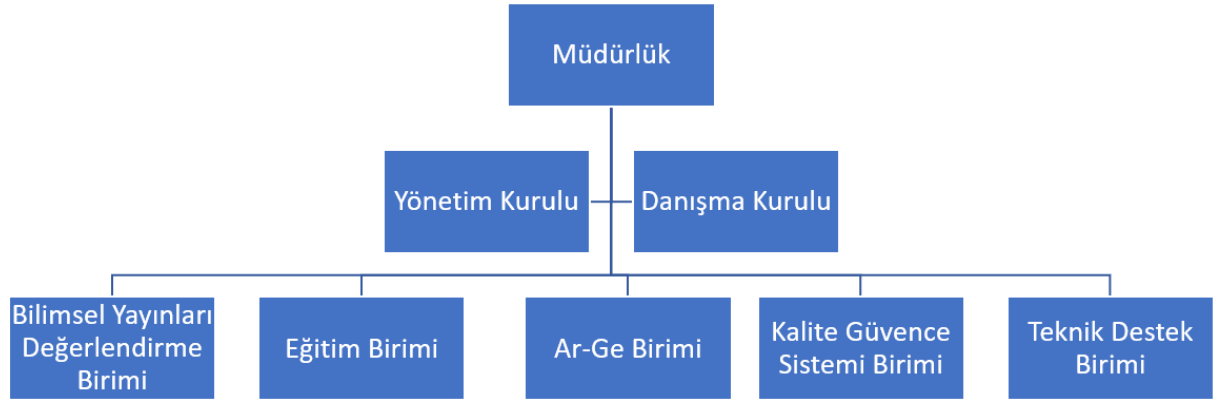 Müdürlük
Yönetim Kurulu
Danışma Kurulu
Bilimsel Yayınları
Değerlendirme
Birimi
Eğitim Birimi
Ar-Ge Birimi
Kalite Güvence
Sistemi Birimi
Teknik Destek
Birimi